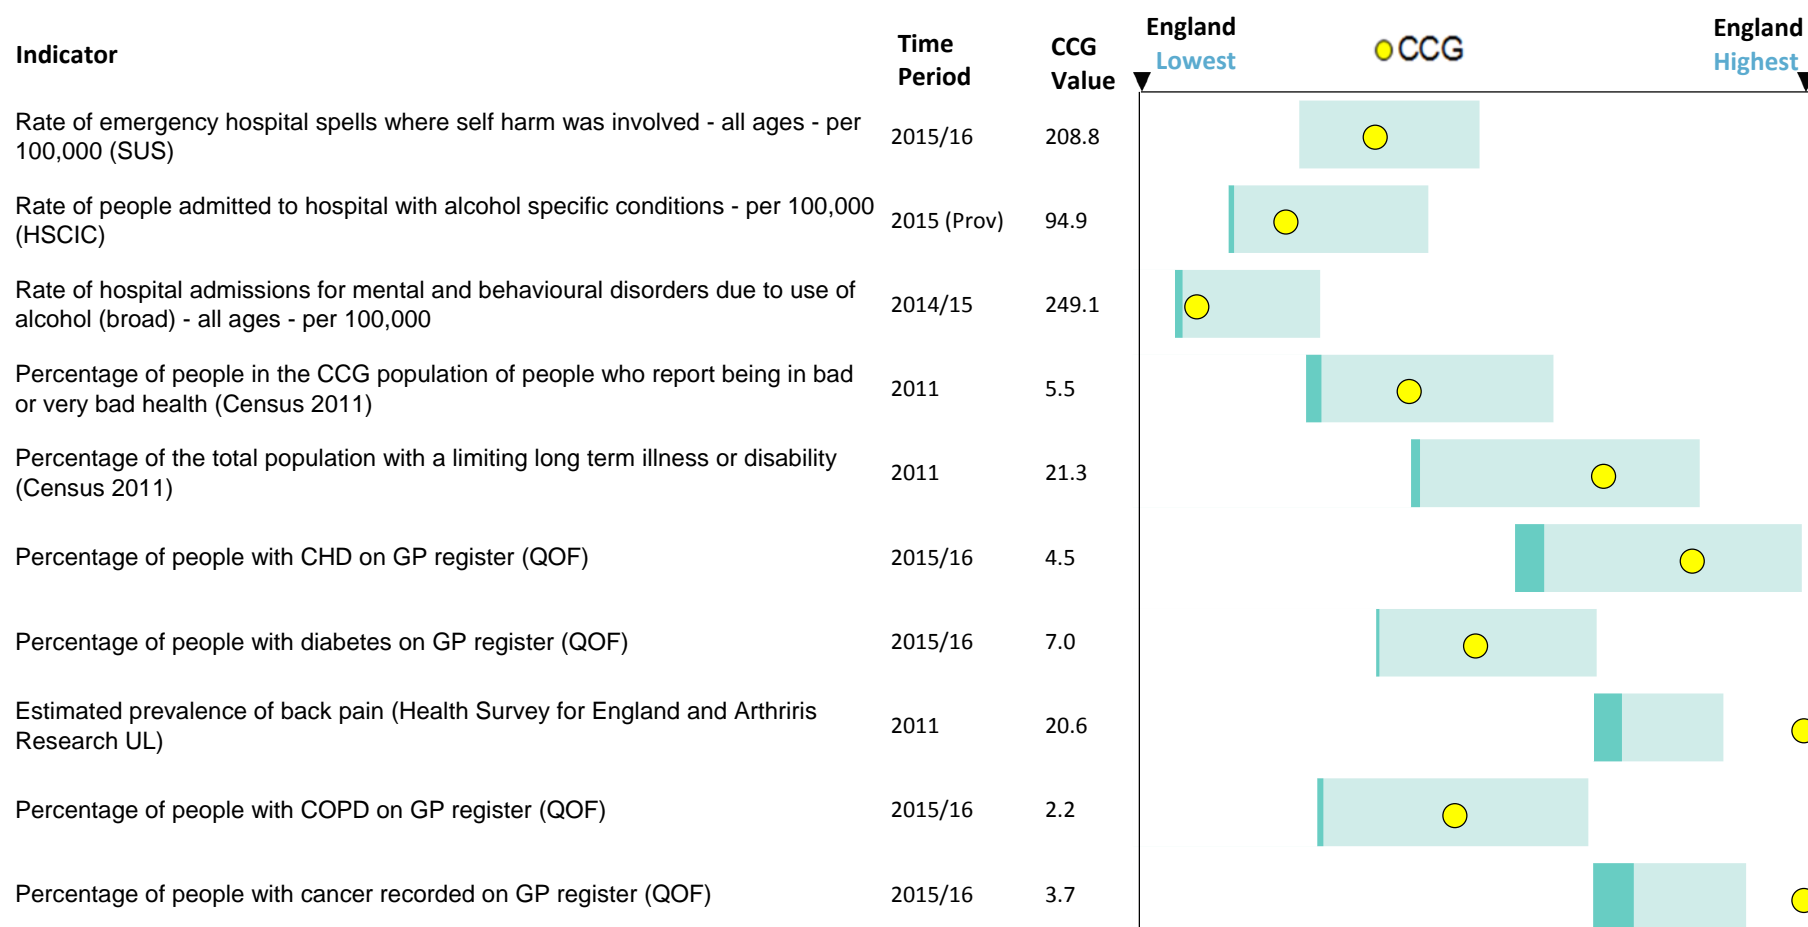 Indicator
Time
Period
CCG
Value
England
Lowest
CCG
England
Highest
Rate of emergency hospital spells where self harm was involved - all ages - per
100,000 (SUS)
2015/16
208.8
Rate of people admitted to hospital with alcohol specific conditions - per 100,000
(HSCIC)
2015 (Prov)
94.9
Rate of hospital admissions for mental and behavioural disorders due to use of
alcohol (broad) - all ages - per 100,000
2014/15
249.1
Percentage of people in the CCG population of people who report being in bad
or very bad health (Census 2011)
2011
5.5
Percentage of the total population with a limiting long term illness or disability
(Census 2011)
2011
21.3
Percentage of people with CHD on GP register (QOF)
2015/16
4.5
Percentage of people with diabetes on GP register (QOF)
2015/16
7.0
Estimated prevalence of back pain (Health Survey for England and Arthriris
Research UL)
2011
20.6
Percentage of people with COPD on GP register (QOF)
2015/16
2.2
Percentage of people with cancer recorded on GP register (QOF)
2015/16
3.7